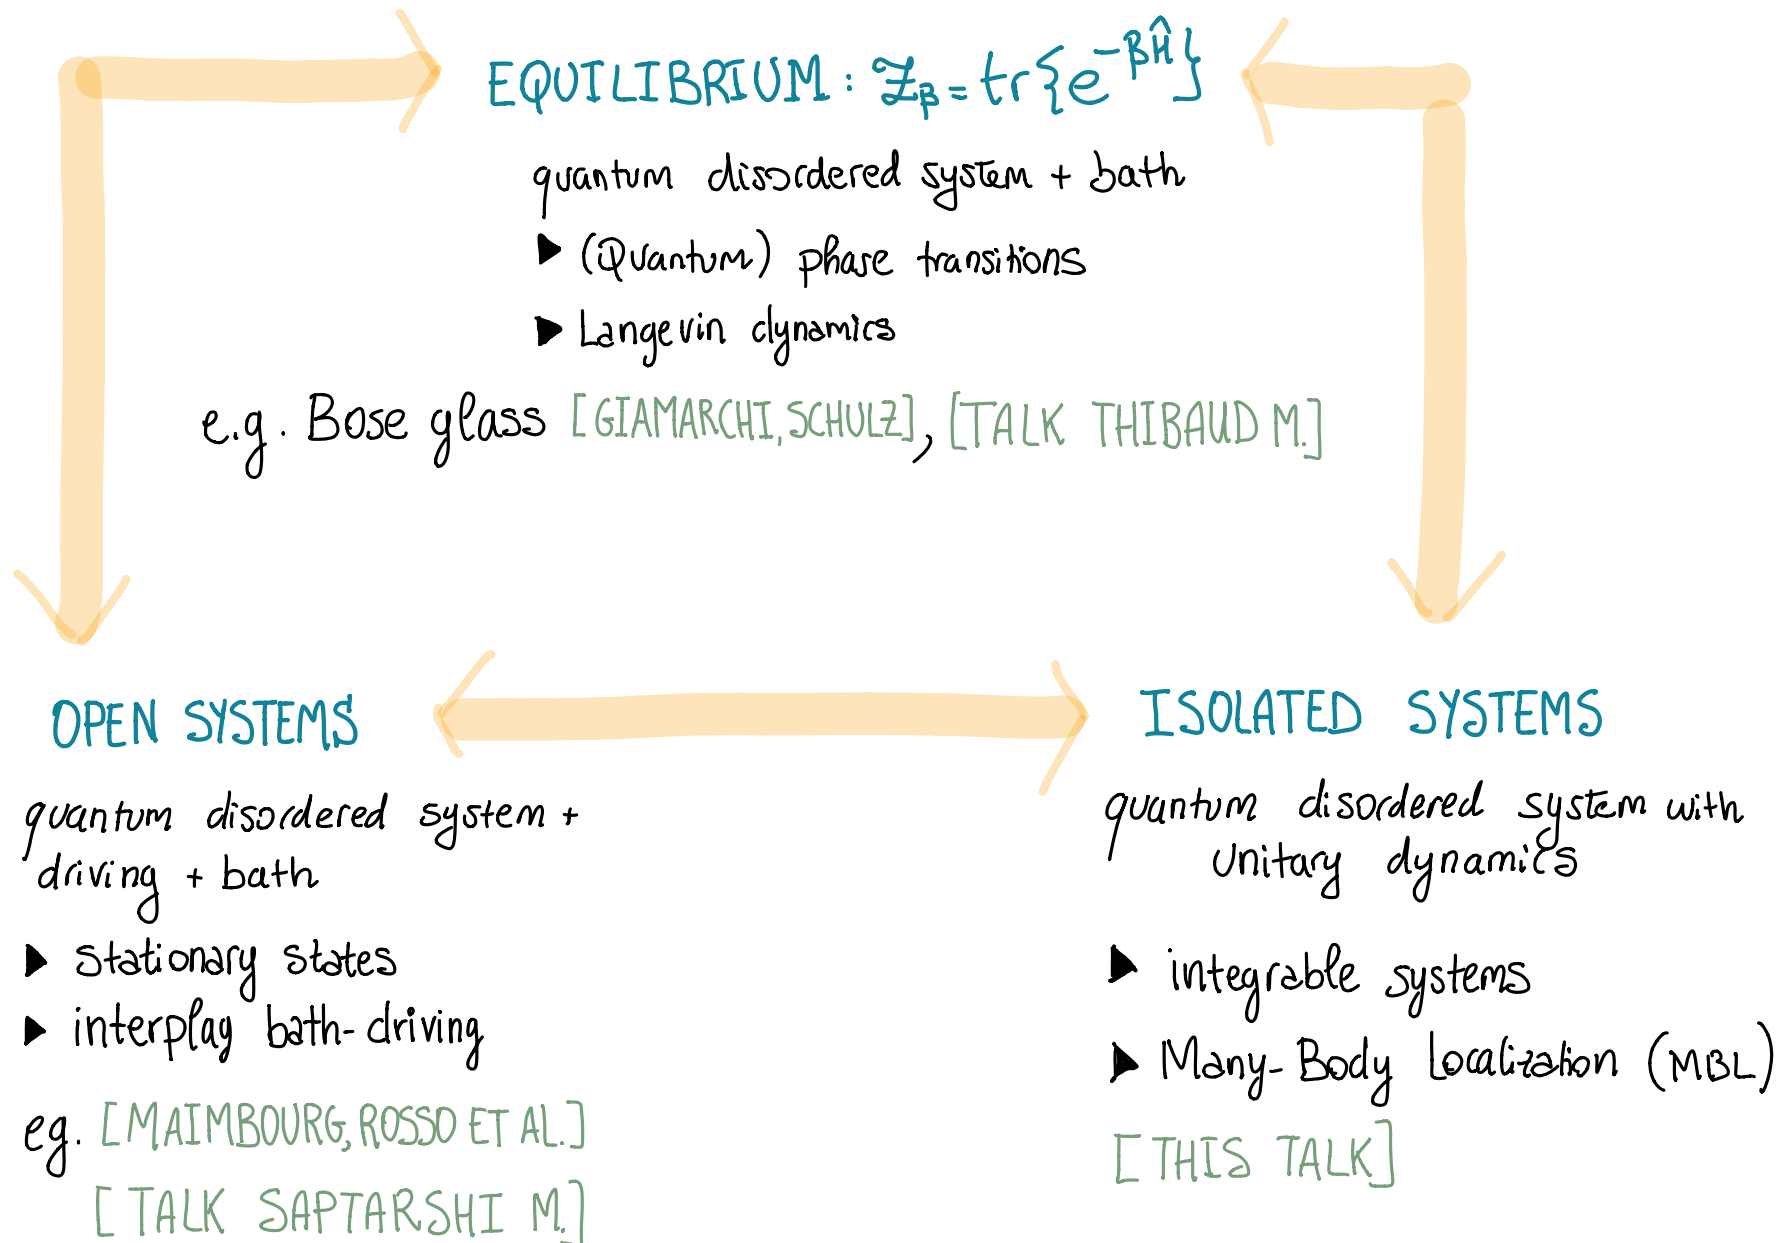 EQUILIBRIUM : Z_β = tr{e^{-βĤ}}
quantum disordered system + bath
▶ (Quantum) phase transitions
▶ Langevin dynamics
e.g. Bose glass [GIAMARCHI, SCHULZ], [TALK THIBAUD M.]
OPEN SYSTEMS
quantum disordered system +
driving + bath
▶ stationary states
▶ interplay bath-driving
eg. [MAIMBOURG, ROSSO ET AL.]
[TALK SAPTARSHI M.]
ISOLATED SYSTEMS
quantum disordered system with
unitary dynamics
▶ integrable systems
▶ Many-Body Localization (MBL)
[THIS TALK]